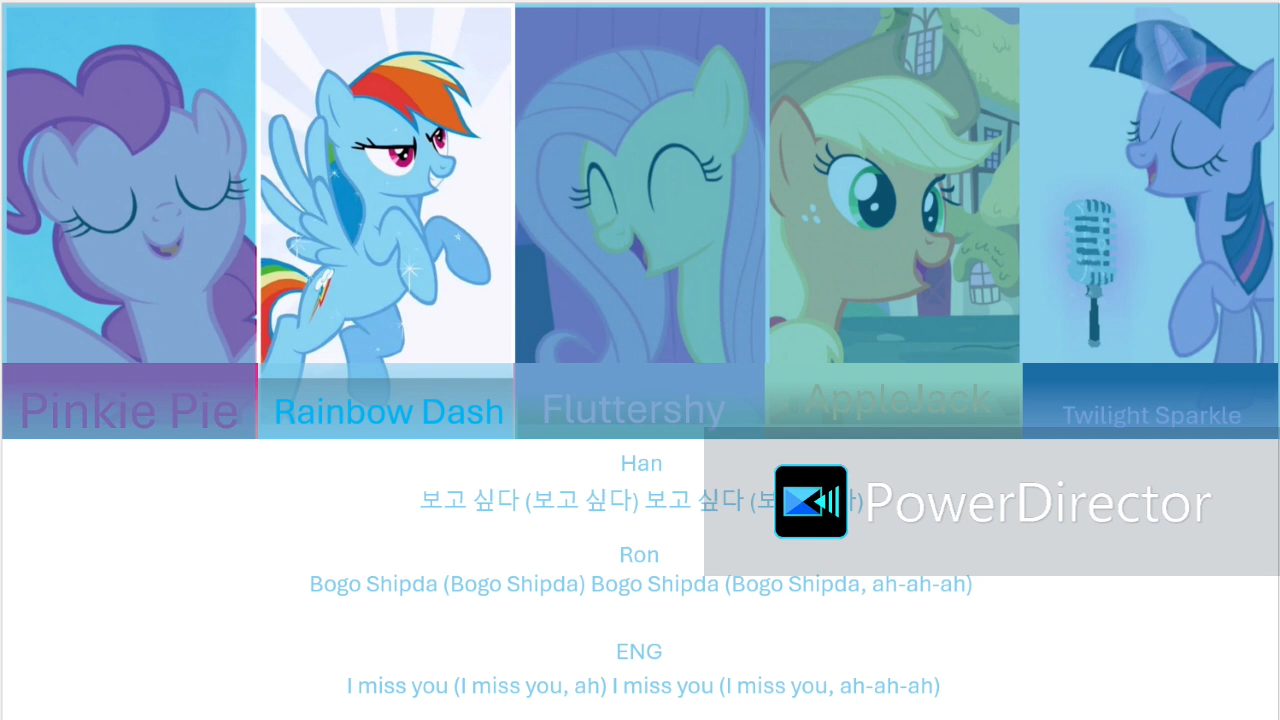 Pinkie Pie
Rainbow Dash
Fluttershy
AppleJack
Twilight Sparkle
Han
보고 싶다 (보고 싶다) 보고 싶다 (보
PowerDirector
Ron
Bogo Shipda (Bogo Shipda) Bogo Shipda (Bogo Shipda, ah-ah-ah)
ENG
I miss you (I miss you, ah) I miss you (I miss you, ah-ah-ah)